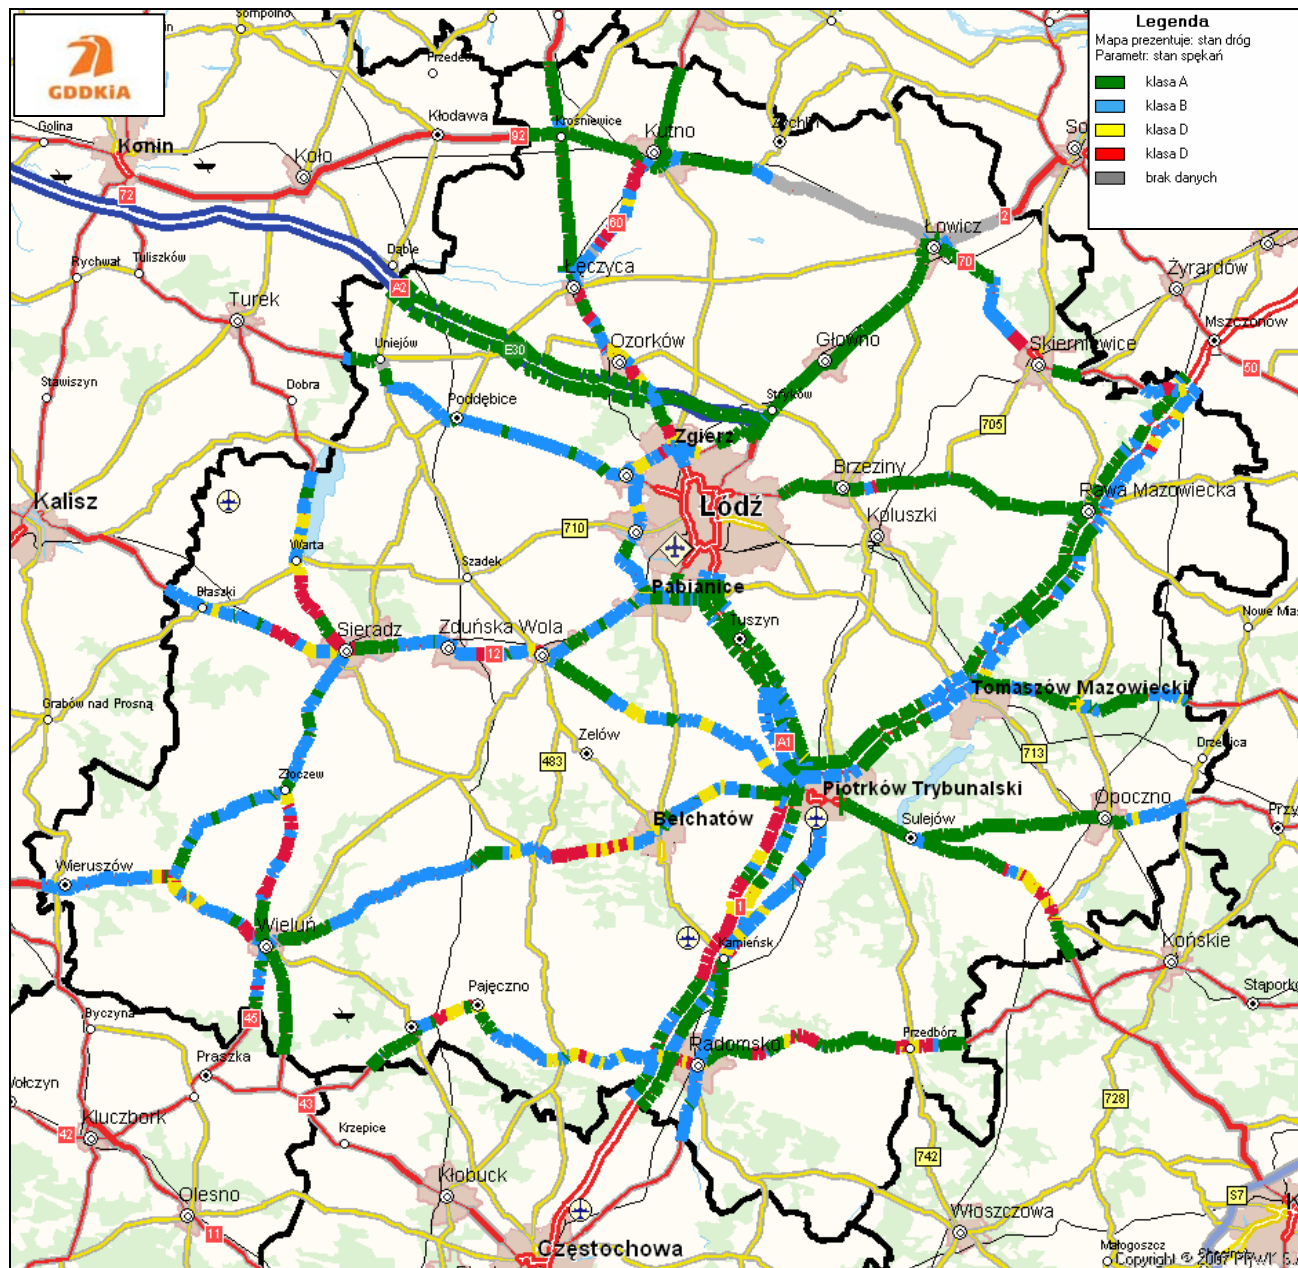 GDDKiA
Legenda
Mapa prezentuje: stan dróg
Parametr: stan spękań
klasa A
klasa B
klasa D
klasa D
brak danych
Sompolno
Golina
Konin
Koło
Kłodawa
92
Krośniewice
Kutno
72
60
2
Łowicz
70
Żyrardów
Mszczonów
50
Rychwał
Tuliszków
Dąbie
A2
Łęczyca
Turek
Uniejów
E30
Ozorków
Głowno
Skierniewice
Stawiszyn
Dobra
Poddębice
Stryków
Zgierz
705
Kalisz
Łódź
Brzeziny
Rawa Mazowiecka
710
Koluszki
Warta
Szadek
Błaszki
Pabianice
Sieradz
Zduńska Wola
12
Tuszyn
Grabów nad Prosną
Tomaszów Mazowiecki
Zelów
A1
483
713
Drzewica
Złoczew
Piotrków Trybunalski
Bełchatów
Sulejów
Opoczno
Wieruszów
1
Wieluń
Kamieńsk
Końskie
Pajęczno
45
Byczyna
Radomsko
Przedbórz
Praszka
43
728
42
Kluczbork
Krzepice
742
Kłobuck
S7
Olesno
11
Włoszczowa
Częstochowa
Małogoszcz